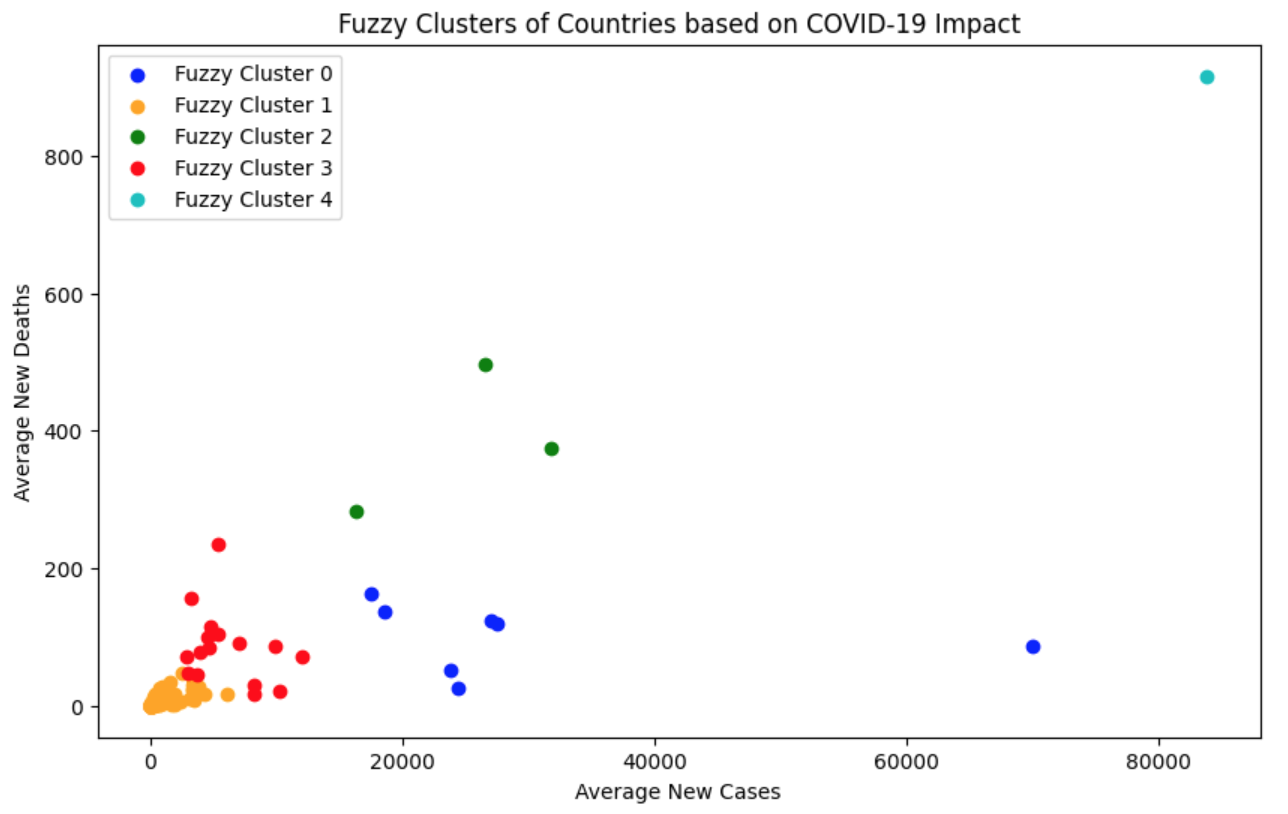 Fuzzy Clusters of Countries based on COVID-19 Impact
Fuzzy Cluster 0
Fuzzy Cluster 1
Fuzzy Cluster 2
Fuzzy Cluster 3
Fuzzy Cluster 4
Average New Deaths
800
600
400
200
0
0 20000 40000 60000 80000
Average New Cases